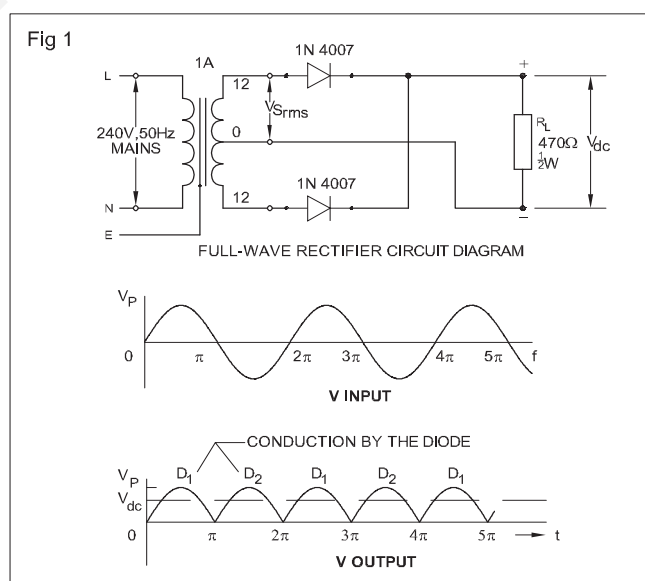 Fig 1
1N 4007
1A
L
12
+
VSrms
240V,50Hz
MAINS
0
RL
470Ω
½W
Vdc
1N 4007
N
12
−
E
FULL-WAVE RECTIFIER CIRCUIT DIAGRAM
VP
0 π 2π 3π 4π 5π f
V INPUT
CONDUCTION BY THE DIODE
VP D1 D2 D1 D2 D1
Vdc
0 π 2π 3π 4π 5π t
V OUTPUT